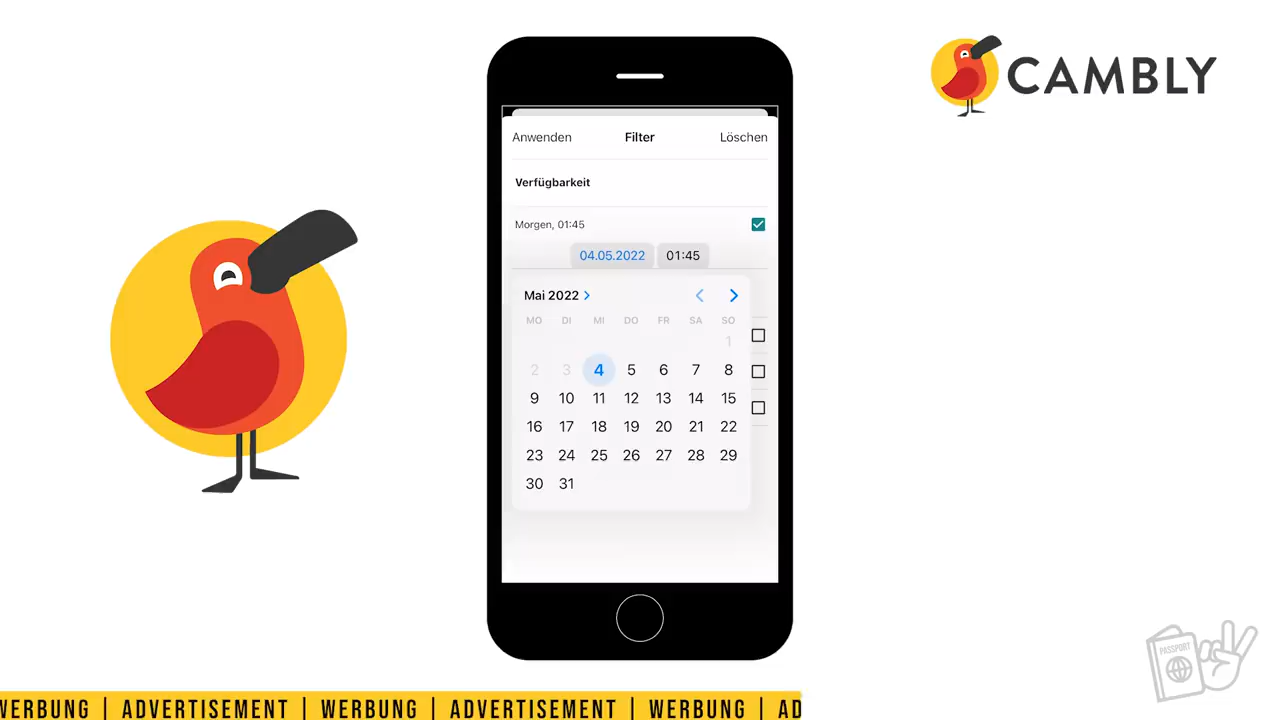 CAMBLY
Anwenden Filter Löschen
Verfügbarkeit
Morgen, 01:45
04.05.2022 01:45
Mai 2022
MO DI MI DO FR SA SO
1
2 3 4 5 6 7 8
9 10 11 12 13 14 15
16 17 18 19 20 21 22
23 24 25 26 27 28 29
30 31
PASSPORT
WERBUNG | ADVERTISEMENT | WERBUNG | ADVERTISEMENT | WERBUNG | AD